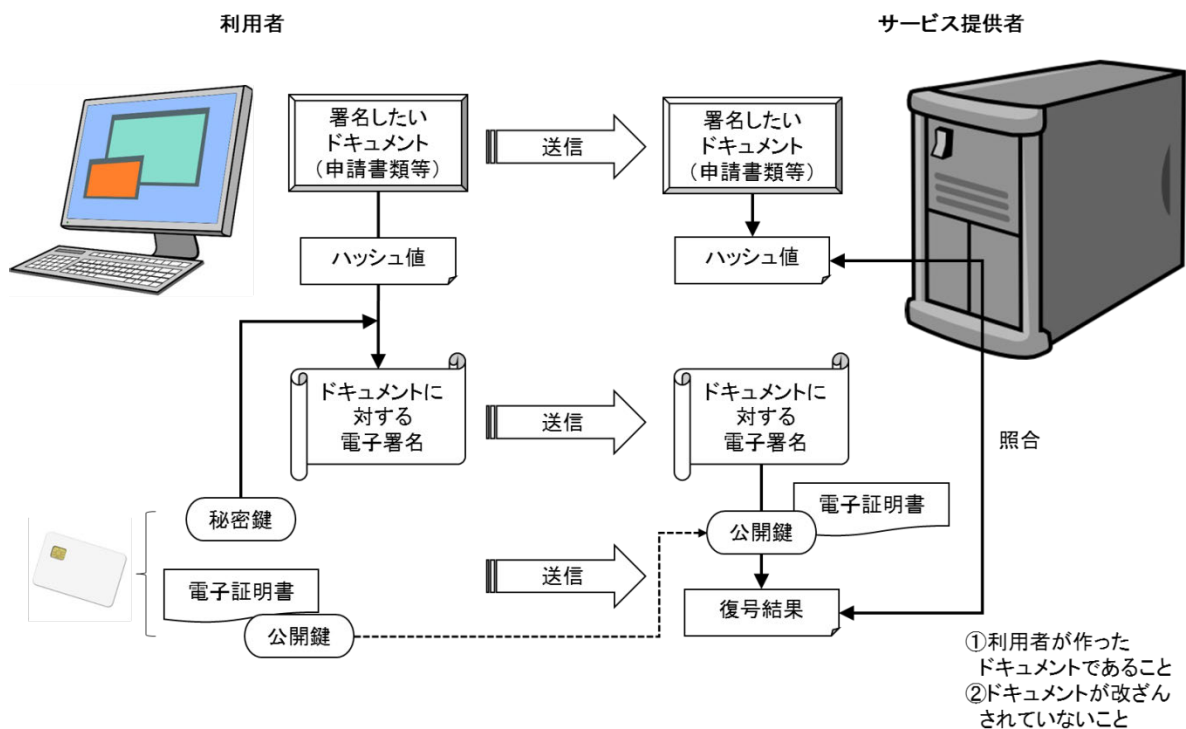 利用者
サービス提供者
署名したい
ドキュメント
（申請書類等）
送信
署名したい
ドキュメント
（申請書類等）
ハッシュ値
ハッシュ値
ドキュメントに
対する
電子署名
送信
ドキュメントに
対する
電子署名
照合
秘密鍵
電子証明書
公開鍵
電子証明書
公開鍵
送信
復号結果
①利用者が作った
ドキュメントであること
②ドキュメントが改ざん
されていないこと